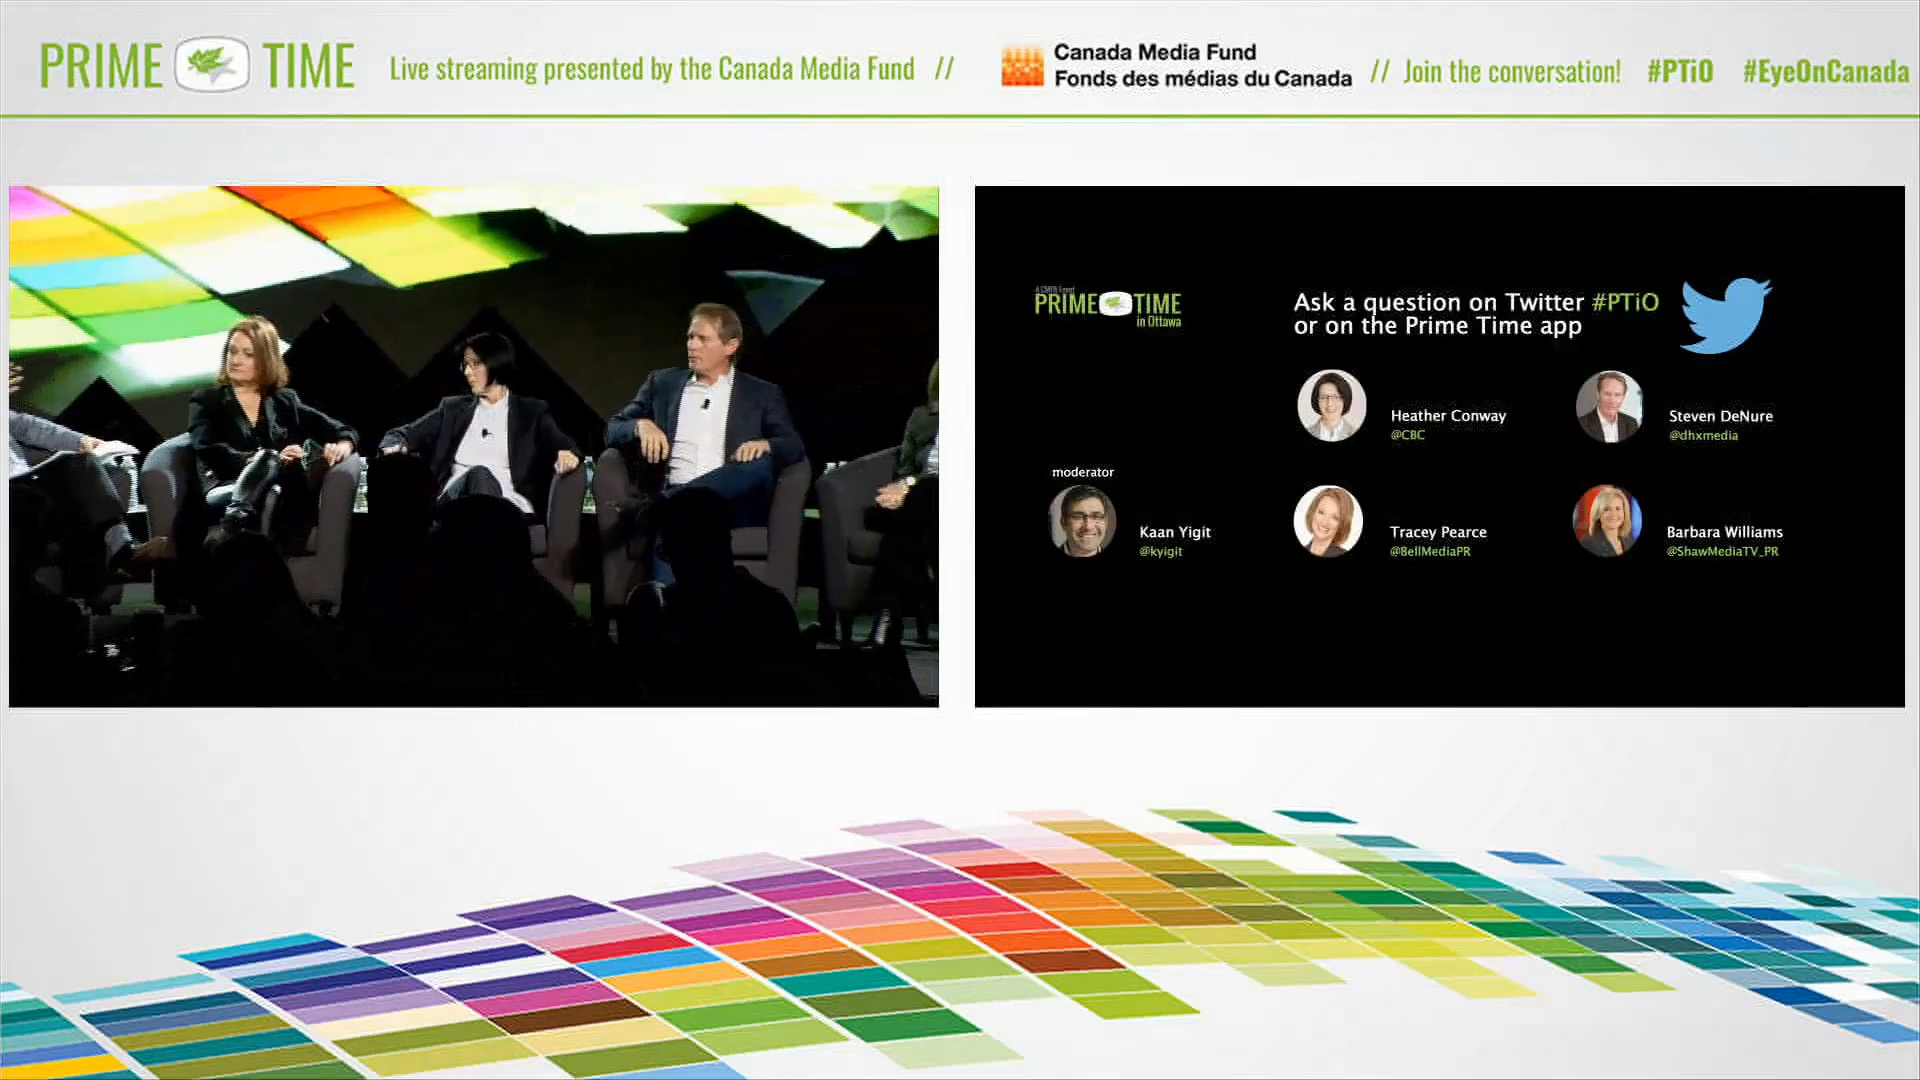 PRIME TIME
Live streaming presented by the Canada Media Fund //
Canada Media Fund
Fonds des médias du Canada
// Join the conversation! #PTiO #EyeOnCanada
PRIME TIME
in Ottawa
Ask a question on Twitter #PTiO
or on the Prime Time app
Heather Conway
@CBC
Steven DeNure
@dhxmedia
moderator
Kaan Yigit
@kyigit
Tracey Pearce
@BellMediaPR
Barbara Williams
@ShawMediaTV_PR